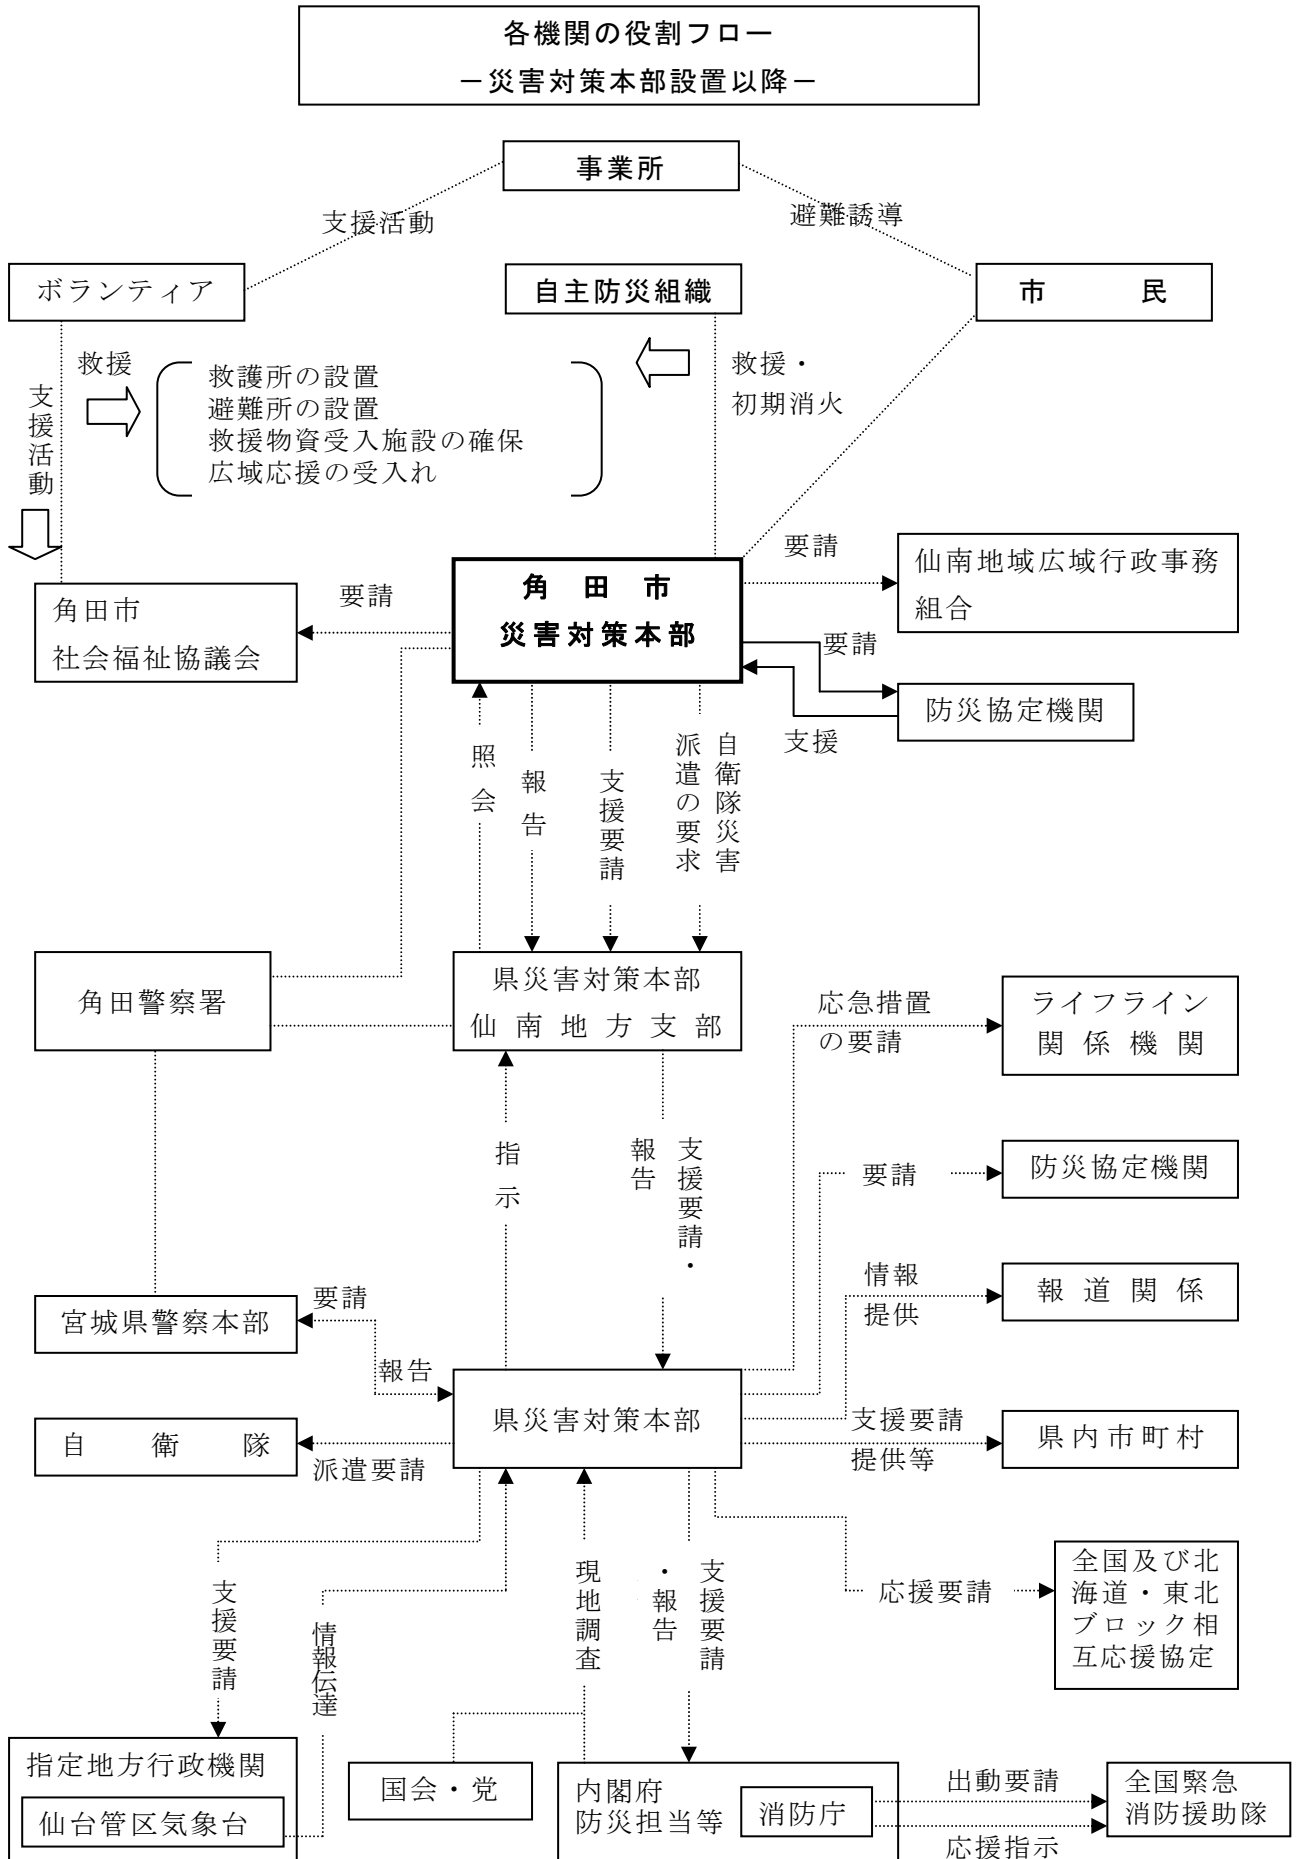 各機関の役割フロー
－災害対策本部設置以降－
事業所
支援活動
避難誘導
ボランティア
自主防災組織
市　民
救援
支援活動
救護所の設置
避難所の設置
救援物資受入施設の確保
広域応援の受入れ
救援・
初期消火
要請
仙南地域広域行政事務
組合
角　田　市
災害対策本部
要請
角田市
社会福祉協議会
要請
防災協定機関
支援
照会
報告
支援要請
自衛隊災害
派遣の要求
角田警察署
県災害対策本部
仙南地方支部
応急措置
の要請
ライフライン
関係機関
指示
支援要請・
報告
要請
防災協定機関
情報
提供
報道関係
要請
宮城県警察本部
報告
県災害対策本部
自　衛　隊
派遣要請
支援要請
提供等
県内市町村
支援要請
情報伝達
現地調査
支援要請
・報告
応援要請
全国及び北
海道・東北
ブロック相
互応援協定
指定地方行政機関
仙台管区気象台
国会・党
内閣府
防災担当等
消防庁
出動要請
応援指示
全国緊急
消防援助隊